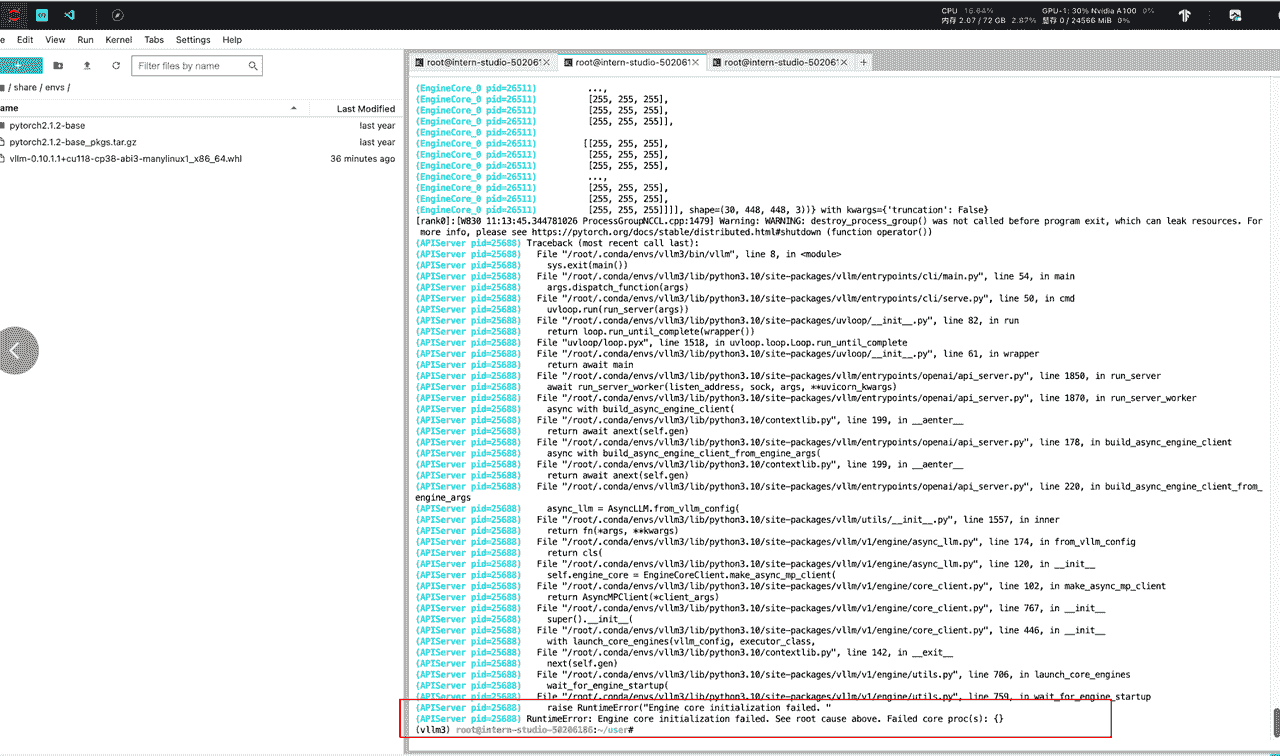 CPU 16.64% GPU-1: 30% Nvidia A100 0%
内存 2.07 / 72 GB 2.87% 显存 0 / 24566 MiB 0%
e Edit View Run Kernel Tabs Settings Help
Filter files by name
/ share / envs /
ame Last Modified
pytorch2.1.2-base last year
pytorch2.1.2-base_pkgs.tar.gz last year
vllm-0.10.1.1+cu118-cp38-abi3-manylinux1_x86_64.whl 36 minutes ago
root@intern-studio-502061 × root@intern-studio-502061 × root@intern-studio-502061 × +
(EngineCore_0 pid=26511) ...,
(EngineCore_0 pid=26511) [255, 255, 255],
(EngineCore_0 pid=26511) [255, 255, 255],
(EngineCore_0 pid=26511) [255, 255, 255]],
(EngineCore_0 pid=26511)
(EngineCore_0 pid=26511) [[255, 255, 255],
(EngineCore_0 pid=26511) [255, 255, 255],
(EngineCore_0 pid=26511) [255, 255, 255],
(EngineCore_0 pid=26511) ...,
(EngineCore_0 pid=26511) [255, 255, 255],
(EngineCore_0 pid=26511) [255, 255, 255],
(EngineCore_0 pid=26511) [255, 255, 255]]]], shape=(30, 448, 448, 3))} with kwargs={'truncation': False}
[rank0]:[W830 11:13:45.344781026 ProcessGroupNCCL.cpp:1479] Warning: WARNING: destroy_process_group() was not called before program exit, which can leak resources. For
more info, please see https://pytorch.org/docs/stable/distributed.html#shutdown (function operator())
(APIServer pid=25688) Traceback (most recent call last):
(APIServer pid=25688) File "/root/.conda/envs/vllm3/bin/vllm", line 8, in <module>
(APIServer pid=25688) sys.exit(main())
(APIServer pid=25688) File "/root/.conda/envs/vllm3/lib/python3.10/site-packages/vllm/entrypoints/cli/main.py", line 54, in main
(APIServer pid=25688) args.dispatch_function(args)
(APIServer pid=25688) File "/root/.conda/envs/vllm3/lib/python3.10/site-packages/vllm/entrypoints/cli/serve.py", line 50, in cmd
(APIServer pid=25688) uvloop.run(run_server(args))
(APIServer pid=25688) File "/root/.conda/envs/vllm3/lib/python3.10/site-packages/uvloop/__init__.py", line 82, in run
(APIServer pid=25688) return loop.run_until_complete(wrapper())
(APIServer pid=25688) File "uvloop/loop.pyx", line 1518, in uvloop.loop.Loop.run_until_complete
(APIServer pid=25688) File "/root/.conda/envs/vllm3/lib/python3.10/site-packages/uvloop/__init__.py", line 61, in wrapper
(APIServer pid=25688) return await main
(APIServer pid=25688) File "/root/.conda/envs/vllm3/lib/python3.10/site-packages/vllm/entrypoints/openai/api_server.py", line 1850, in run_server
(APIServer pid=25688) await run_server_worker(listen_address, sock, args, **uvicorn_kwargs)
(APIServer pid=25688) File "/root/.conda/envs/vllm3/lib/python3.10/site-packages/vllm/entrypoints/openai/api_server.py", line 1870, in run_server_worker
(APIServer pid=25688) async with build_async_engine_client(
(APIServer pid=25688) File "/root/.conda/envs/vllm3/lib/python3.10/contextlib.py", line 199, in __aenter__
(APIServer pid=25688) return await anext(self.gen)
(APIServer pid=25688) File "/root/.conda/envs/vllm3/lib/python3.10/site-packages/vllm/entrypoints/openai/api_server.py", line 178, in build_async_engine_client
(APIServer pid=25688) async with build_async_engine_client_from_engine_args(
(APIServer pid=25688) File "/root/.conda/envs/vllm3/lib/python3.10/contextlib.py", line 199, in __aenter__
(APIServer pid=25688) return await anext(self.gen)
(APIServer pid=25688) File "/root/.conda/envs/vllm3/lib/python3.10/site-packages/vllm/entrypoints/openai/api_server.py", line 220, in build_async_engine_client_from_
engine_args
(APIServer pid=25688) async_llm = AsyncLLM.from_vllm_config(
(APIServer pid=25688) File "/root/.conda/envs/vllm3/lib/python3.10/site-packages/vllm/utils/__init__.py", line 1557, in inner
(APIServer pid=25688) return fn(*args, **kwargs)
(APIServer pid=25688) File "/root/.conda/envs/vllm3/lib/python3.10/site-packages/vllm/v1/engine/async_llm.py", line 174, in from_vllm_config
(APIServer pid=25688) return cls(
(APIServer pid=25688) File "/root/.conda/envs/vllm3/lib/python3.10/site-packages/vllm/v1/engine/async_llm.py", line 120, in __init__
(APIServer pid=25688) self.engine_core = EngineCoreClient.make_async_mp_client(
(APIServer pid=25688) File "/root/.conda/envs/vllm3/lib/python3.10/site-packages/vllm/v1/engine/core_client.py", line 102, in make_async_mp_client
(APIServer pid=25688) return AsyncMPClient(*client_args)
(APIServer pid=25688) File "/root/.conda/envs/vllm3/lib/python3.10/site-packages/vllm/v1/engine/core_client.py", line 767, in __init__
(APIServer pid=25688) super().__init__(
(APIServer pid=25688) File "/root/.conda/envs/vllm3/lib/python3.10/site-packages/vllm/v1/engine/core_client.py", line 446, in __init__
(APIServer pid=25688) with launch_core_engines(vllm_config, executor_class,
(APIServer pid=25688) File "/root/.conda/envs/vllm3/lib/python3.10/contextlib.py", line 142, in __exit__
(APIServer pid=25688) next(self.gen)
(APIServer pid=25688) File "/root/.conda/envs/vllm3/lib/python3.10/site-packages/vllm/v1/engine/utils.py", line 706, in launch_core_engines
(APIServer pid=25688) wait_for_engine_startup(
(APIServer pid=25688) File "/root/.conda/envs/vllm3/lib/python3.10/site-packages/vllm/v1/engine/utils.py", line 759, in wait_for_engine_startup
(APIServer pid=25688) raise RuntimeError("Engine core initialization failed. "
(APIServer pid=25688) RuntimeError: Engine core initialization failed. See root cause above. Failed core proc(s): {}
(vllm3) root@intern-studio-50206186:~/user#